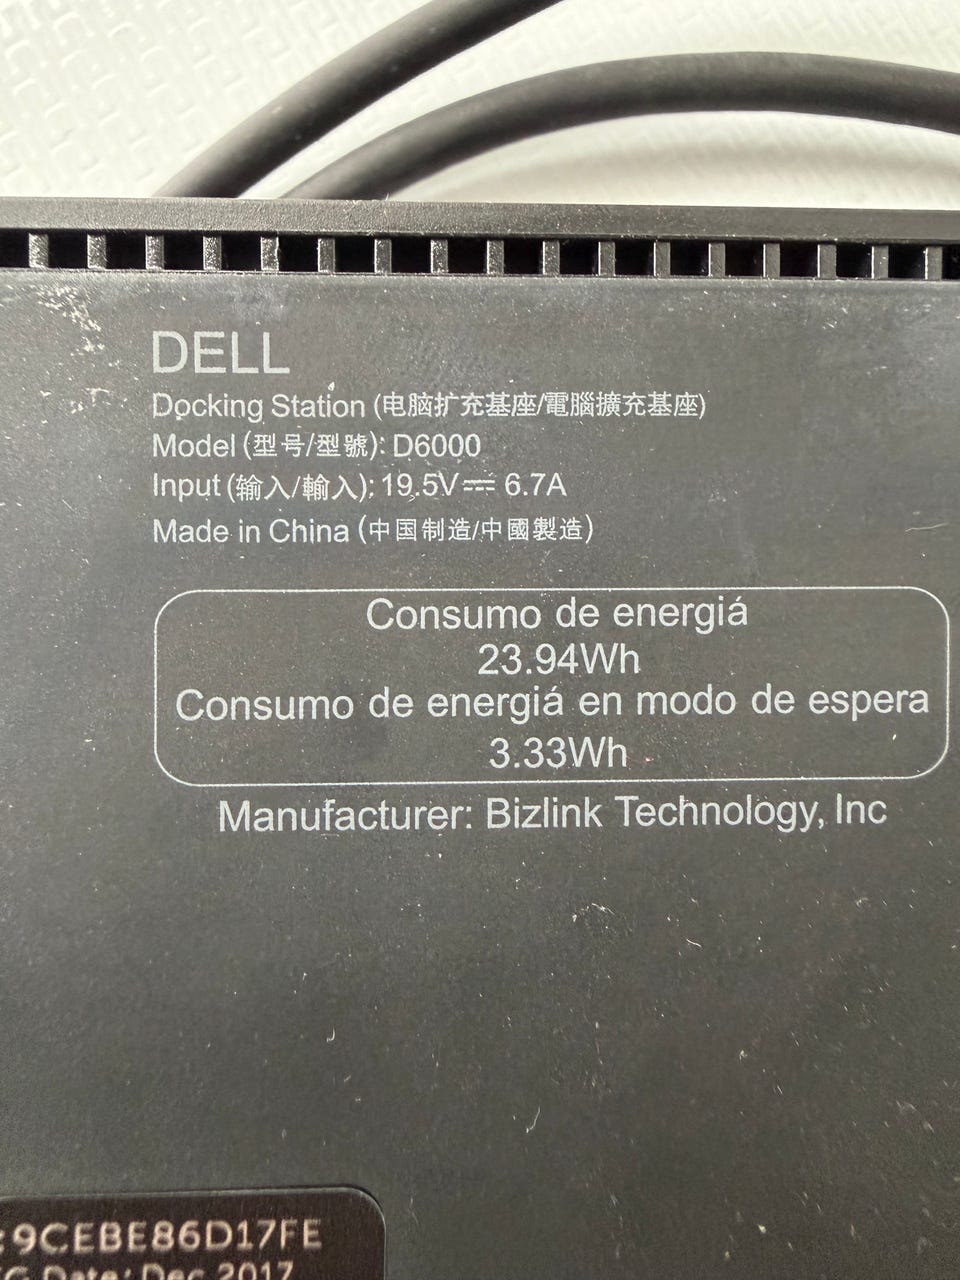 DELL
Docking Station (电脑扩充基座/電腦擴充基座)
Model (型号/型號): D6000
Input (输入/輸入): 19.5V⎓ 6.7A
Made in China (中国制造/中國製造)
Consumo de energiá
23.94Wh
Consumo de energiá en modo de espera
3.33Wh
Manufacturer: Bizlink Technology, Inc
:9CEBE86D17FE
G Date: Dec 2017